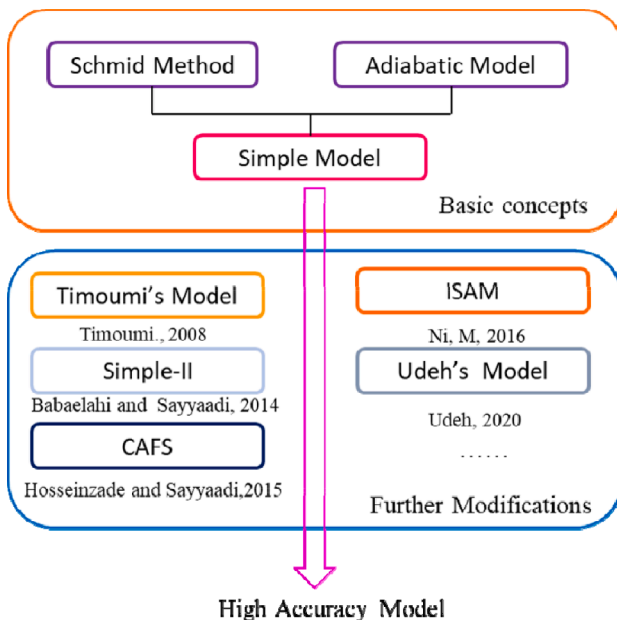 Schmid Method
Adiabatic Model
Simple Model
Basic concepts
Timoumi's Model
Timoumi., 2008
Simple-II
Babaelahi and Sayyaadi, 2014
CAFS
Hosseinzade and Sayyaadi,2015
ISAM
Ni, M, 2016
Udeh's Model
Udeh, 2020
......
Further Modifications
High Accuracy Model